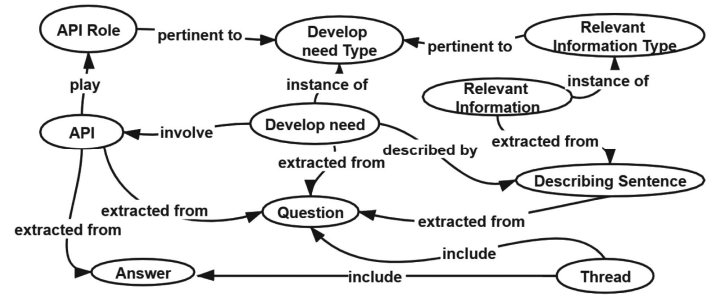 API Role
pertinent to
Develop
need Type
pertinent to
Relevant
Information Type
play
instance of
instance of
Relevant
Information
API
involve
Develop need
extracted from
described by
extracted from
Describing Sentence
extracted from
extracted from
Question
extracted from
include
Answer
include
Thread